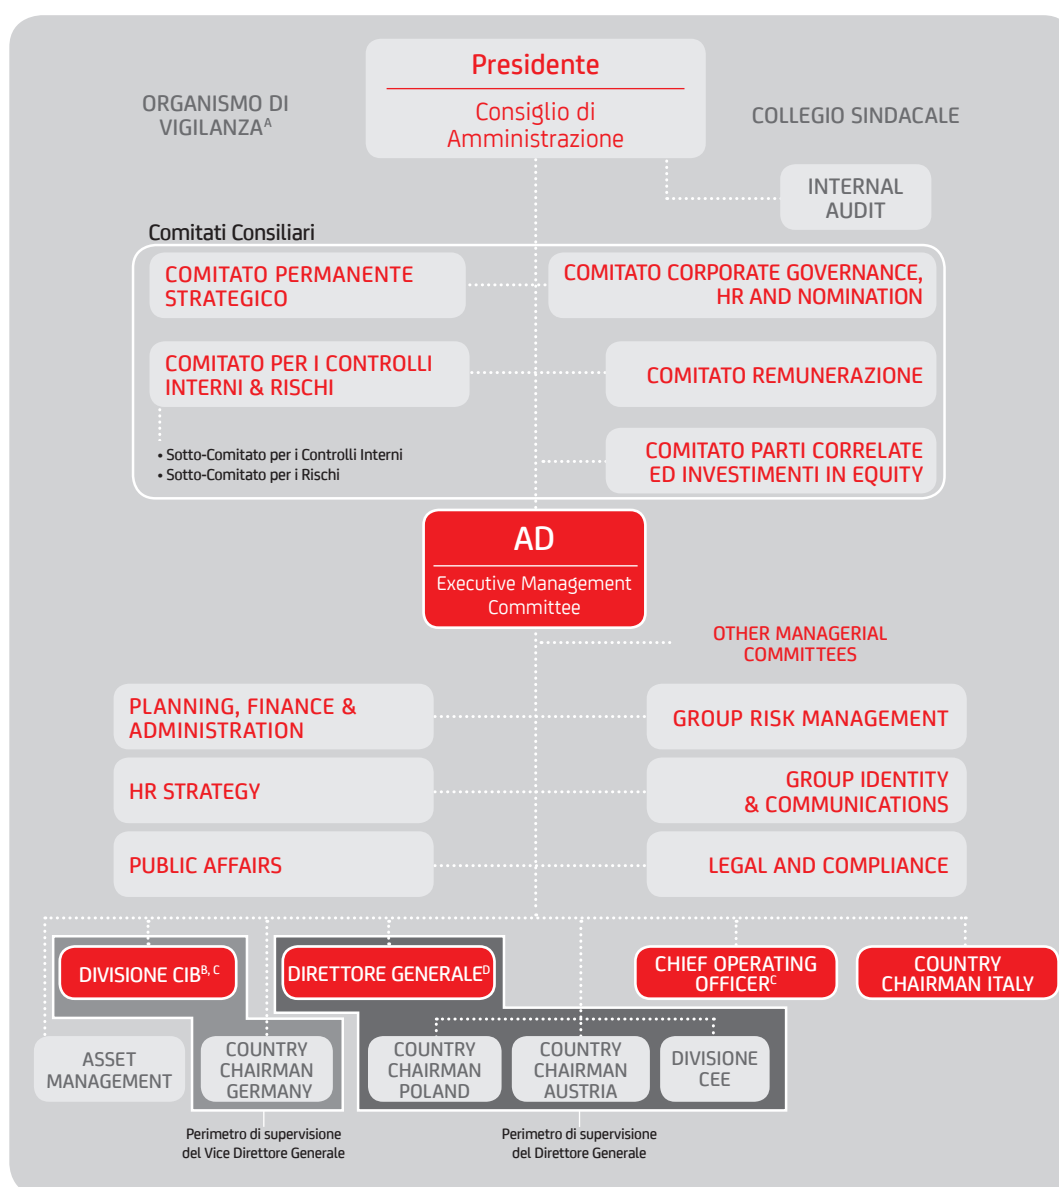 Presidente
Consiglio di
Amministrazione
ORGANISMO DI
VIGILANZA^A
COLLEGIO SINDACALE
INTERNAL
AUDIT
Comitati Consiliari
COMITATO PERMANENTE
STRATEGICO
COMITATO CORPORATE GOVERNANCE,
HR AND NOMINATION
COMITATO PER I CONTROLLI
INTERNI & RISCHI
COMITATO REMUNERAZIONE
• Sotto-Comitato per i Controlli Interni
• Sotto-Comitato per i Rischi
COMITATO PARTI CORRELATE
ED INVESTIMENTI IN EQUITY
AD
Executive Management
Committee
OTHER MANAGERIAL
COMMITTEES
PLANNING, FINANCE &
ADMINISTRATION
GROUP RISK MANAGEMENT
HR STRATEGY
GROUP IDENTITY
& COMMUNICATIONS
PUBLIC AFFAIRS
LEGAL AND COMPLIANCE
DIVISIONE CIB^B, C
DIRETTORE GENERALE^D
CHIEF OPERATING
OFFICER^C
COUNTRY
CHAIRMAN ITALY
ASSET
MANAGEMENT
COUNTRY
CHAIRMAN
GERMANY
COUNTRY
CHAIRMAN
POLAND
COUNTRY
CHAIRMAN
AUSTRIA
DIVISIONE
CEE
Perimetro di supervisione
del Vice Direttore Generale
Perimetro di supervisione
del Direttore Generale